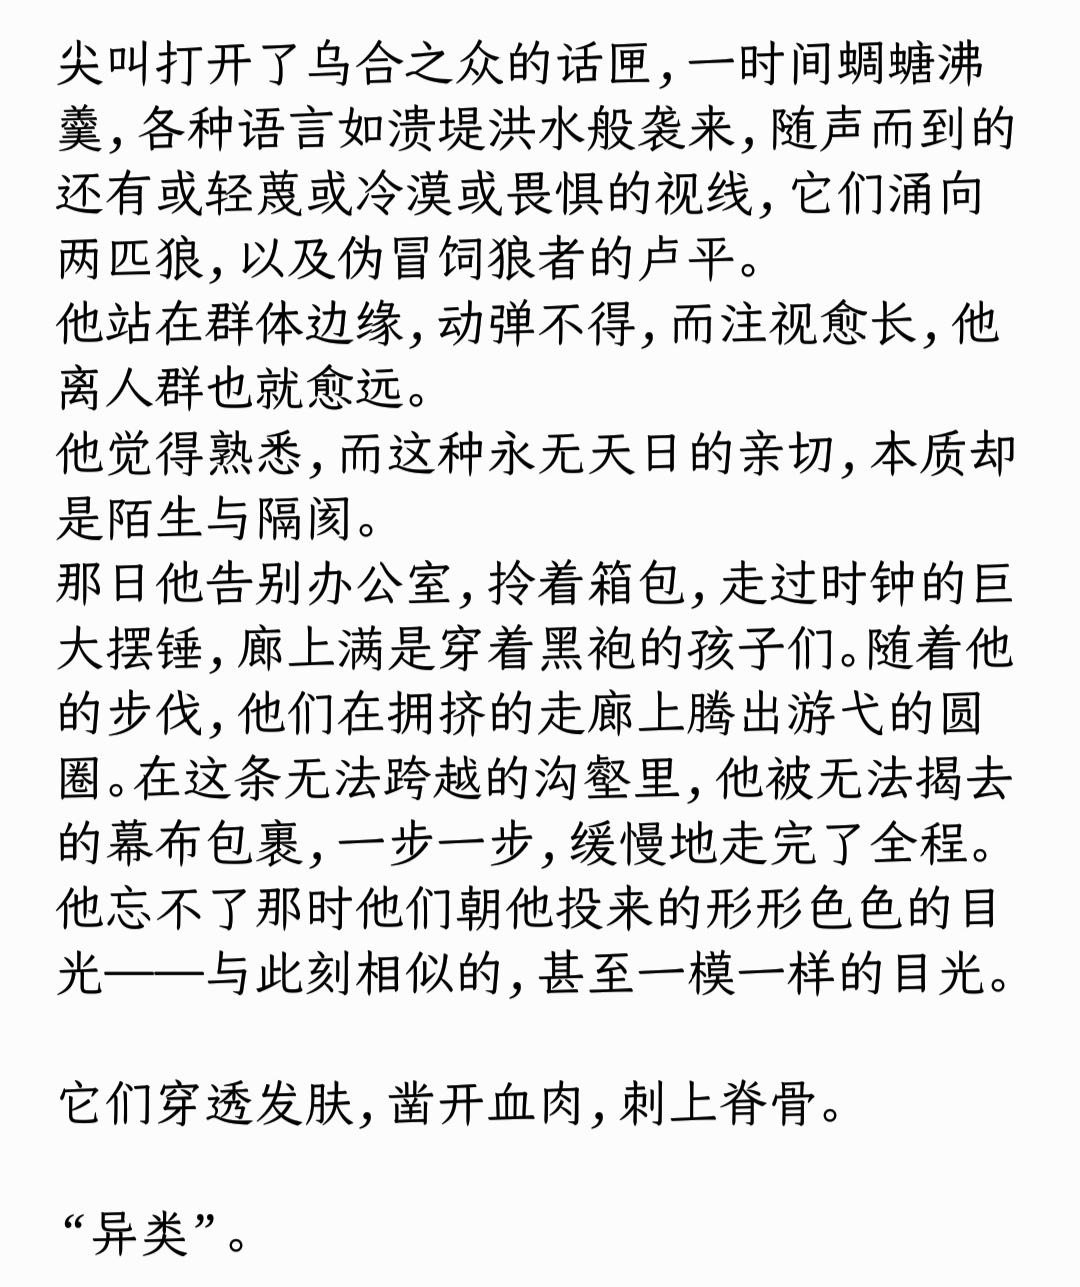 尖叫打开了乌合之众的话匣,一时间蜩螗沸
羹,各种语言如溃堤洪水般袭来,随声而到的
还有或轻蔑或冷漠或畏惧的视线,它们涌向
两匹狼,以及伪冒饲狼者的卢平。
他站在群体边缘,动弹不得,而注视愈长,他
离人群也就愈远。
他觉得熟悉,而这种永无天日的亲切,本质却
是陌生与隔阂。
那日他告别办公室,拎着箱包,走过时钟的巨
大摆锤,廊上满是穿着黑袍的孩子们。随着他
的步伐,他们在拥挤的走廊上腾出游弋的圆
圈。在这条无法跨越的沟壑里,他被无法揭去
的幕布包裹,一步一步,缓慢地走完了全程。
他忘不了那时他们朝他投来的形形色色的目
光——与此刻相似的,甚至一模一样的目光。
它们穿透发肤,凿开血肉,刺上脊骨。
“异类”。